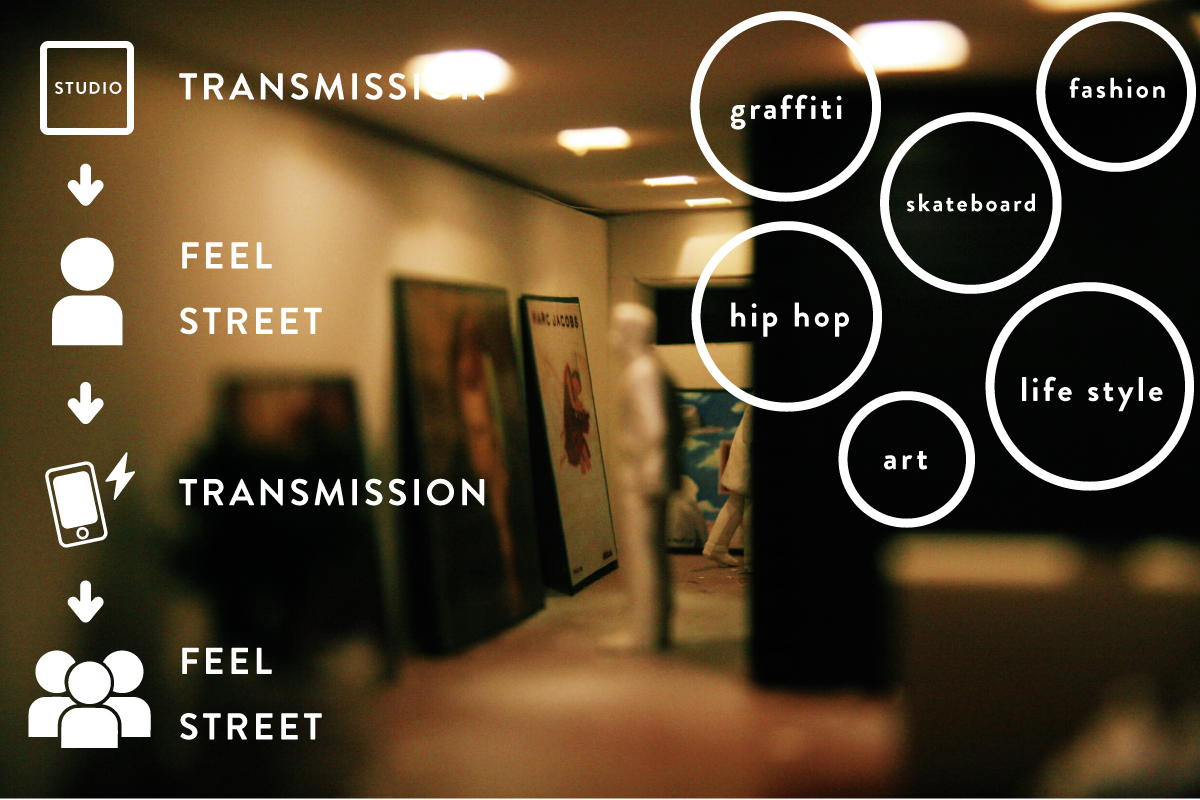 STUDIO
TRANSMISSION
FEEL
STREET
TRANSMISSION
FEEL
STREET
graffiti
fashion
skateboard
hip hop
life style
art
MARC JACOBS